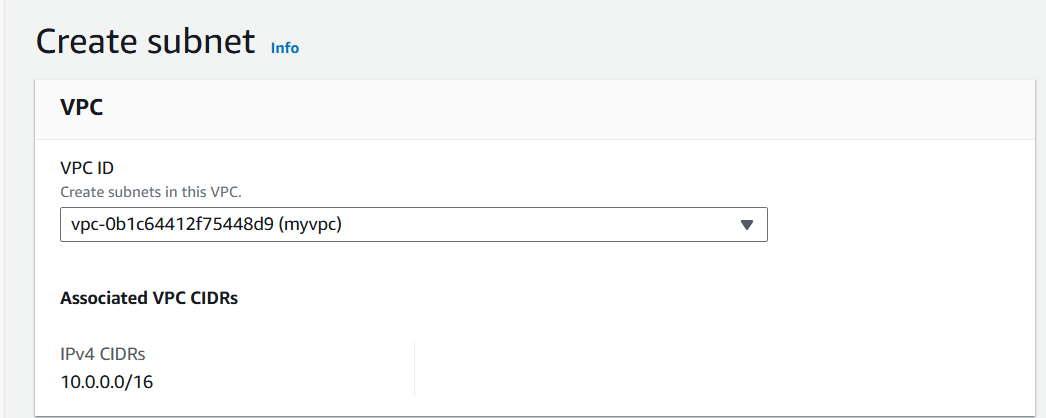 Create subnet Info
VPC
VPC ID
Create subnets in this VPC.
vpc-0b1c64412f75448d9 (myvpc)
Associated VPC CIDRs
IPv4 CIDRs
10.0.0.0/16